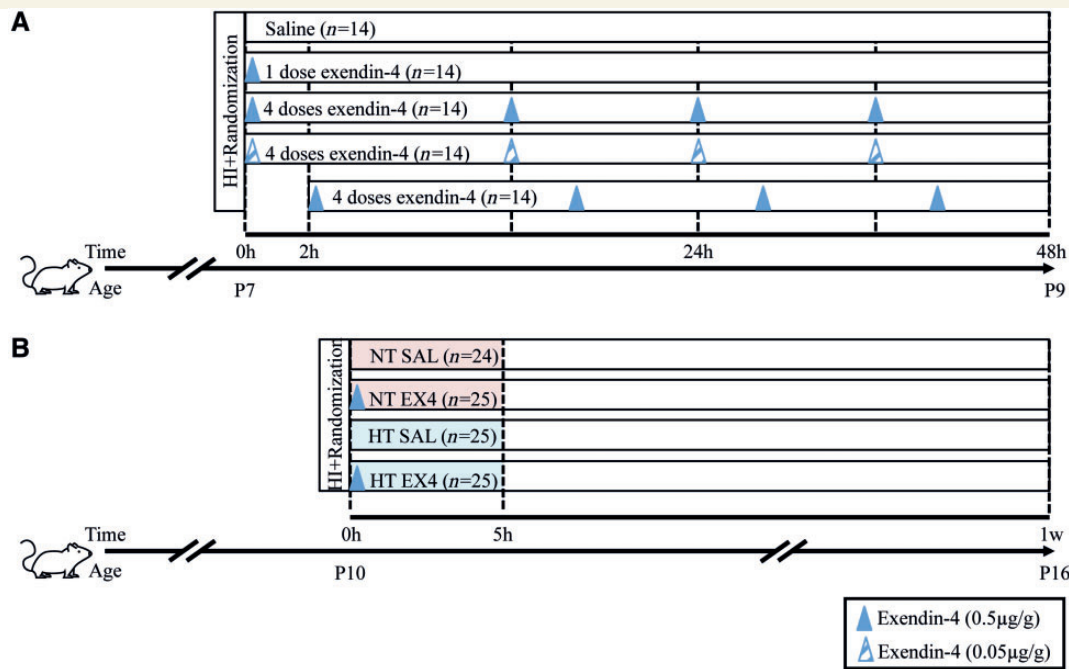 A
HI+Randomization
Saline (n=14)
1 dose exendin-4 (n=14)
4 doses exendin-4 (n=14)
4 doses exendin-4 (n=14)
4 doses exendin-4 (n=14)
Time
0h
2h
24h
48h
Age
P7
P9
B
HI+Randomization
NT SAL (n=24)
NT EX4 (n=25)
HT SAL (n=25)
HT EX4 (n=25)
Time
0h
5h
1w
Age
P10
P16
Exendin-4 (0.5µg/g)
Exendin-4 (0.05µg/g)